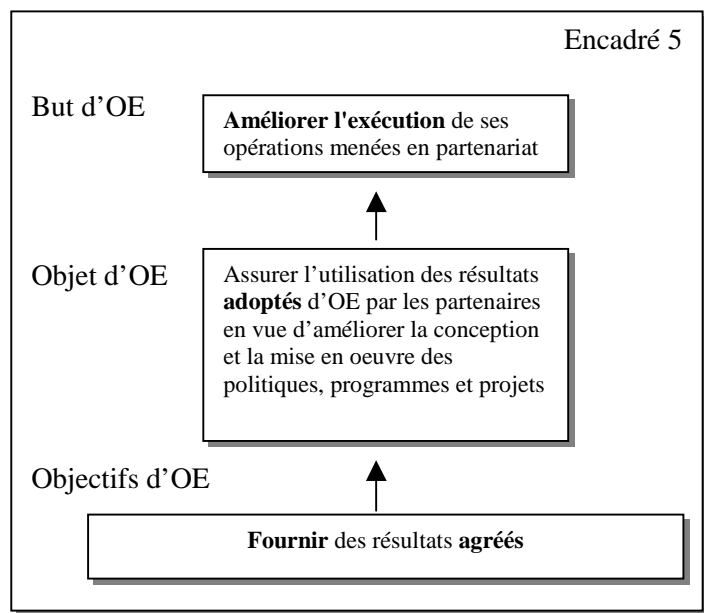 Encadré 5
But d’OE
Améliorer l'exécution de ses
opérations menées en partenariat
Objet d’OE
Assurer l’utilisation des résultats
adoptés d’OE par les partenaires
en vue d’améliorer la conception
et la mise en oeuvre des
politiques, programmes et projets
Objectifs d’OE
Fournir des résultats agréés